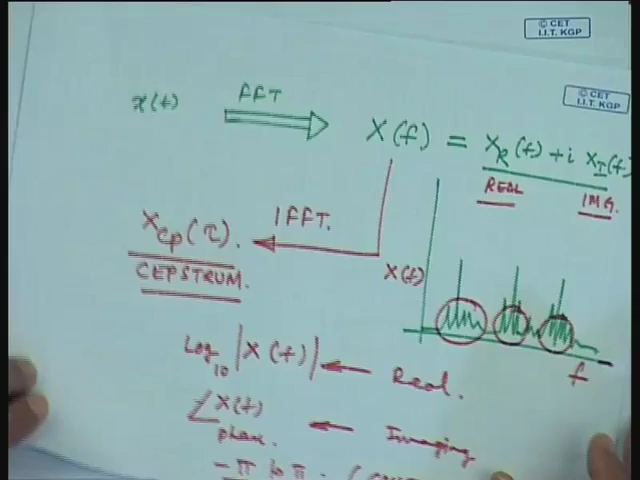 © CET
I.I.T. KGP
© CET
I.I.T. KGP
x(t) FFT X(f) = X_R(f) + i X_I(f)
REAL IMG.
IFFT.
X_cp(τ).
CEPSTRUM.
X(f)
f
Log_10 |X(f)| ← Real.
∠X(f) ← Imaging
phase.
-π to π